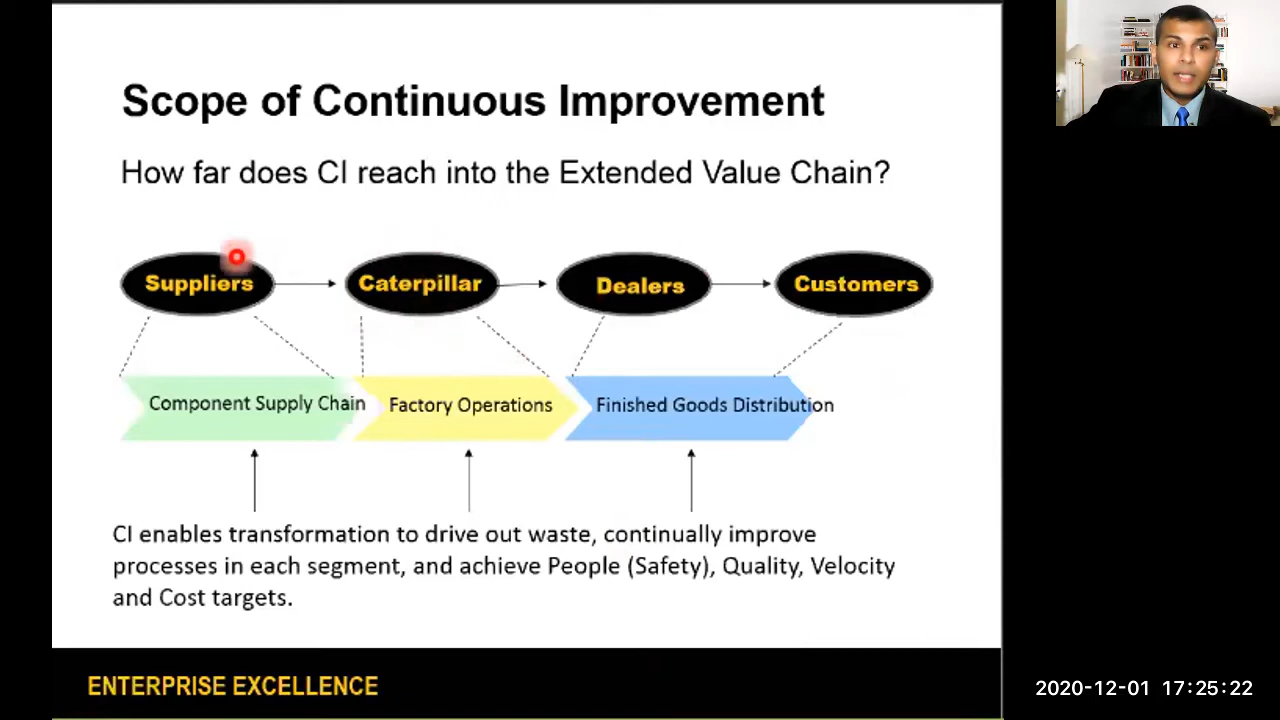 Scope of Continuous Improvement
How far does CI reach into the Extended Value Chain?
Suppliers
Caterpillar
Dealers
Customers
Component Supply Chain
Factory Operations
Finished Goods Distribution
CI enables transformation to drive out waste, continually improve
processes in each segment, and achieve People (Safety), Quality, Velocity
and Cost targets.
ENTERPRISE EXCELLENCE
2020-12-01 17:25:22